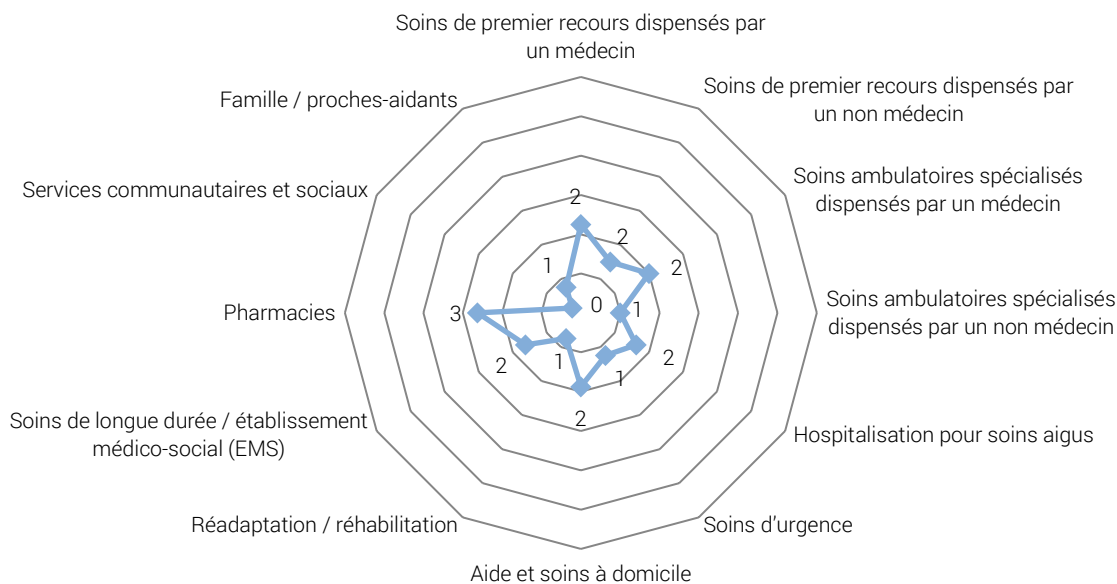 Soins de premier recours dispensés par
un médecin
Soins de premier recours dispensés par
un non médecin
Soins ambulatoires spécialisés
dispensés par un médecin
Soins ambulatoires spécialisés
dispensés par un non médecin
Hospitalisation pour soins aigus
Soins d'urgence
Aide et soins à domicile
Réadaptation / réhabilitation
Soins de longue durée / établissement
médico-social (EMS)
Pharmacies
Services communautaires et sociaux
Famille / proches-aidants
2
2
2
1
2
1
2
1
2
3
0
1